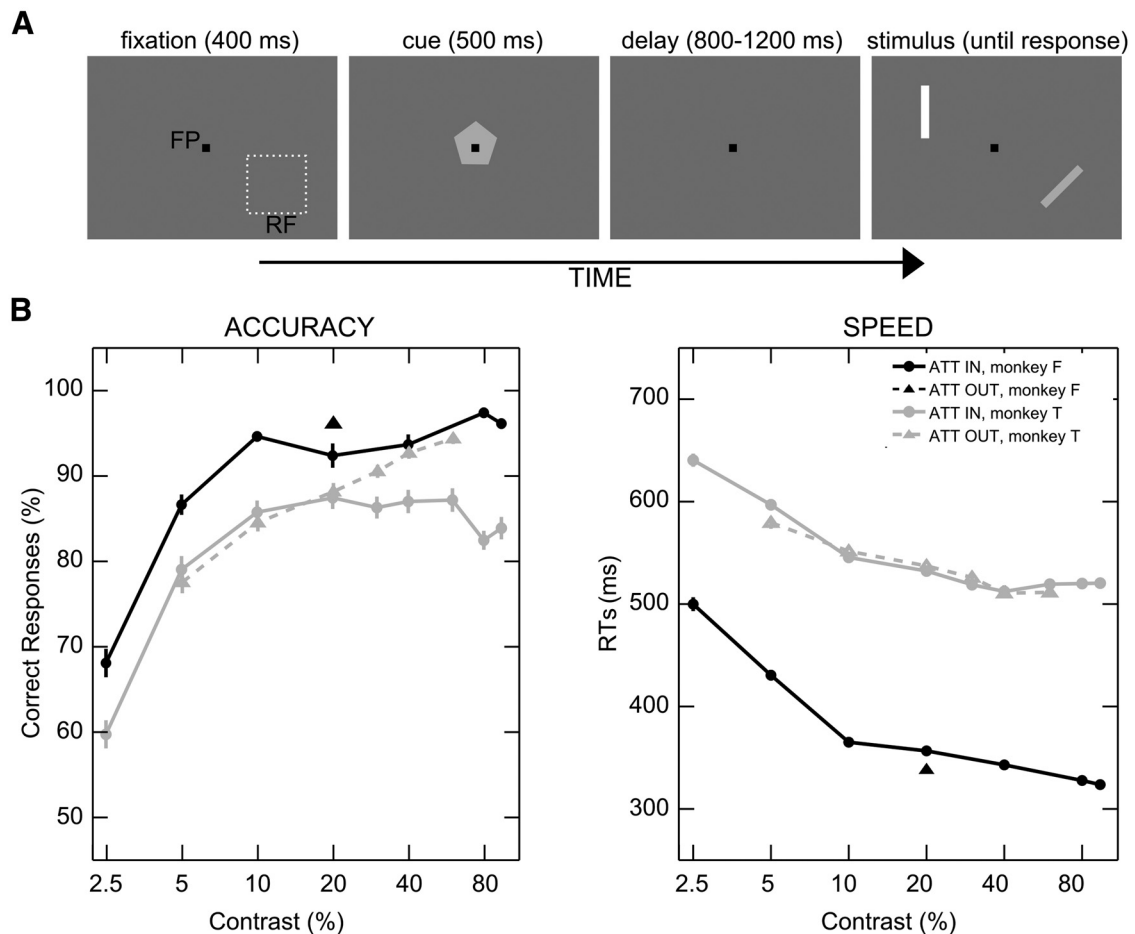 A
fixation (400 ms)
cue (500 ms)
delay (800-1200 ms)
stimulus (until response)
FP
RF
TIME
B
ACCURACY
Correct Responses (%)
100
90
80
70
60
50
2.5 5 10 20 40 80
Contrast (%)
SPEED
ATT IN, monkey F
ATT OUT, monkey F
ATT IN, monkey T
ATT OUT, monkey T
RTs (ms)
700
600
500
400
300
2.5 5 10 20 40 80
Contrast (%)